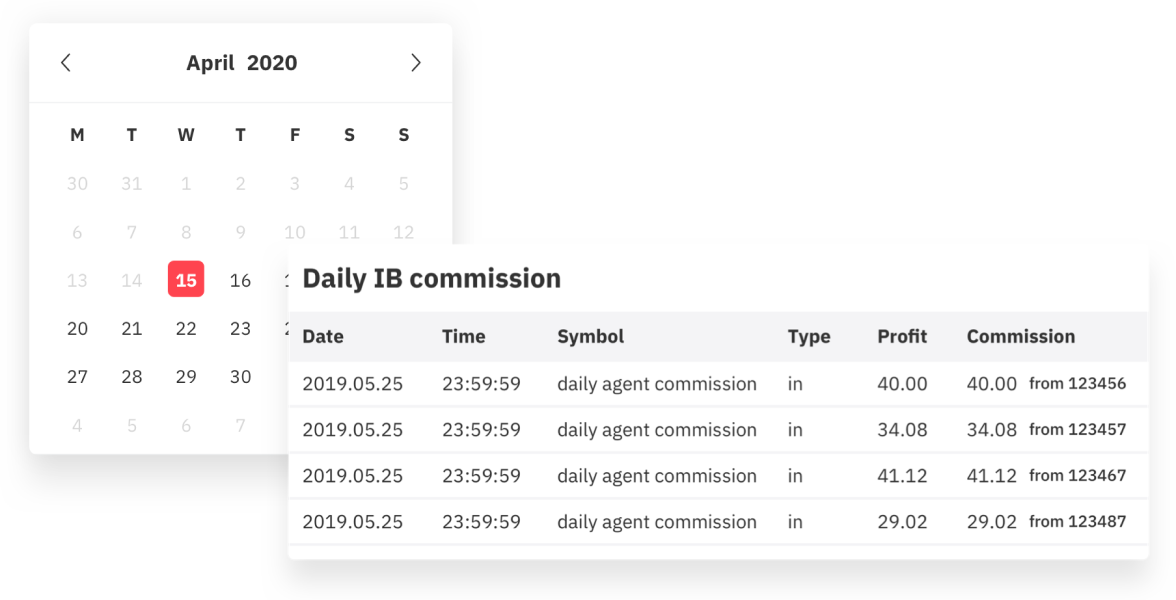 April 2020
M T W T F S S
30 31 1 2 3 4 5
6 7 8 9 10 11 12
13 14 15 16
20 21 22 23
27 28 29 30
4 5 6 7
Daily IB commission
Date Time Symbol Type Profit Commission
2019.05.25 23:59:59 daily agent commission in 40.00 40.00 from 123456
2019.05.25 23:59:59 daily agent commission in 34.08 34.08 from 123457
2019.05.25 23:59:59 daily agent commission in 41.12 41.12 from 123467
2019.05.25 23:59:59 daily agent commission in 29.02 29.02 from 123487